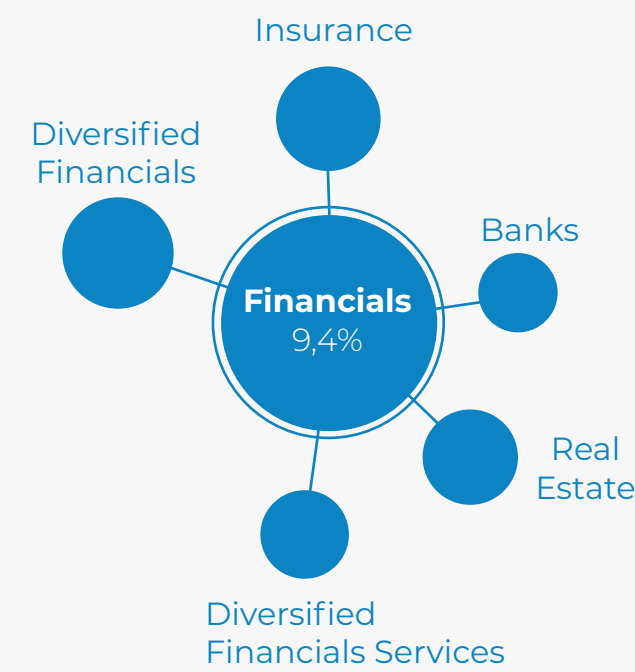 Insurance
Diversified
Financials
Banks
Financials
9,4%
Real
Estate
Diversified
Financials Services